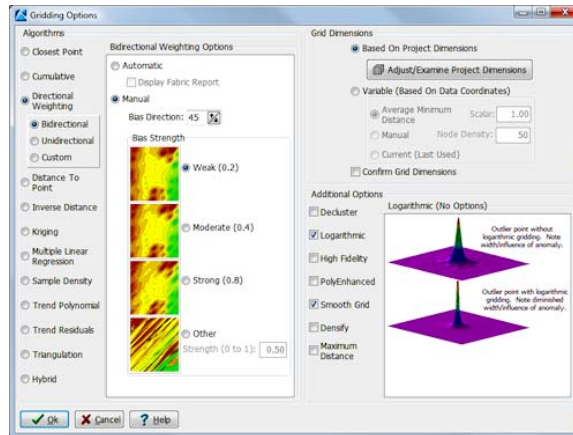 Gridding Options
Algorithms
Closest Point
Cumulative
Directional
Weighting
Bidirectional
Unidirectional
Custom
Distance To
Point
Inverse Distance
Kriging
Multiple Linear
Regression
Sample Density
Trend Polynomial
Trend Residuals
Triangulation
Hybrid
Bidirectional Weighting Options
Automatic
Display Fabric Report
Manual
Bias Direction: 45
Bias Strength
Weak (0.2)
Moderate (0.4)
Strong (0.8)
Other
Strength (0 to 1): 0.50
Grid Dimensions
Based On Project Dimensions
Adjust/Examine Project Dimensions
Variable (Based On Data Coordinates)
Average Minimum
Distance
Scalar: 1.00
Manual Node Density: 50
Current (Last Used)
Confirm Grid Dimensions
Additional Options
Decluster
Logarithmic
High Fidelity
PolyEnhanced
Smooth Grid
Densify
Maximum
Distance
Logarithmic (No Options)
Outlier point without
logarithmic gridding. Note
width/influence of anomaly.
Outlier point with logarithmic
gridding. Note diminished
width/influence of anomaly.
Ok Cancel ? Help